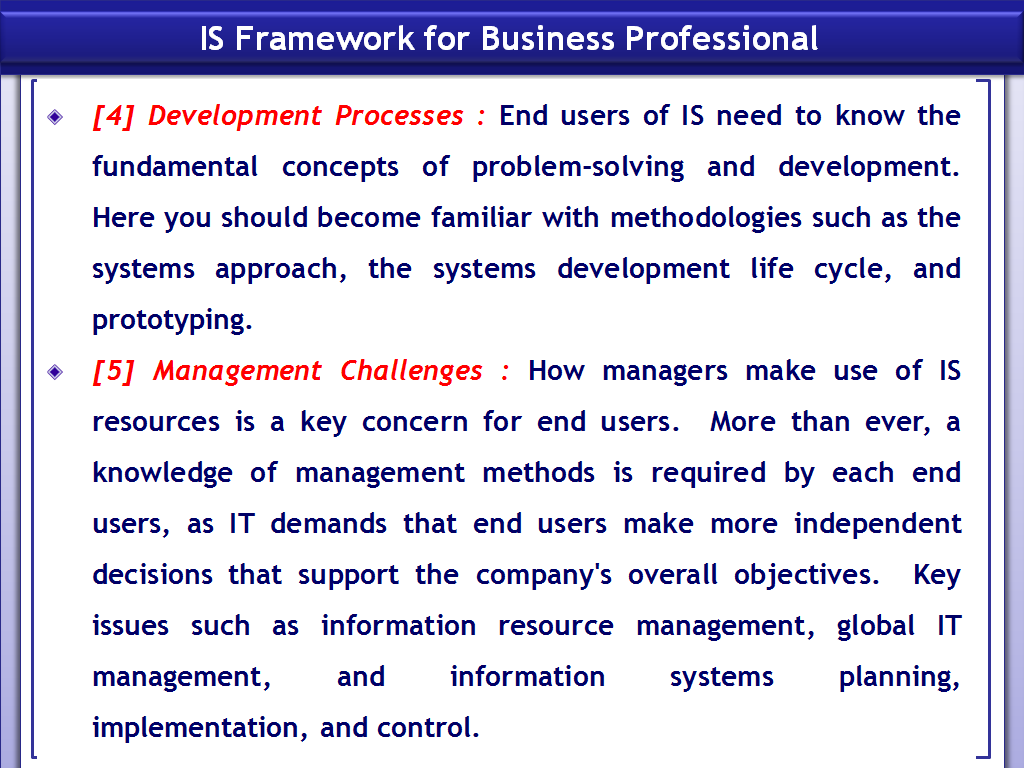 IS Framework for Business Professional
[4] Development Processes : End users of IS need to know the
fundamental concepts of problem-solving and development.
Here you should become familiar with methodologies such as the
systems approach, the systems development life cycle, and
prototyping.
[5] Management Challenges : How managers make use of IS
resources is a key concern for end users. More than ever, a
knowledge of management methods is required by each end
users, as IT demands that end users make more independent
decisions that support the company's overall objectives. Key
issues such as information resource management, global IT
management, and information systems planning,
implementation, and control.